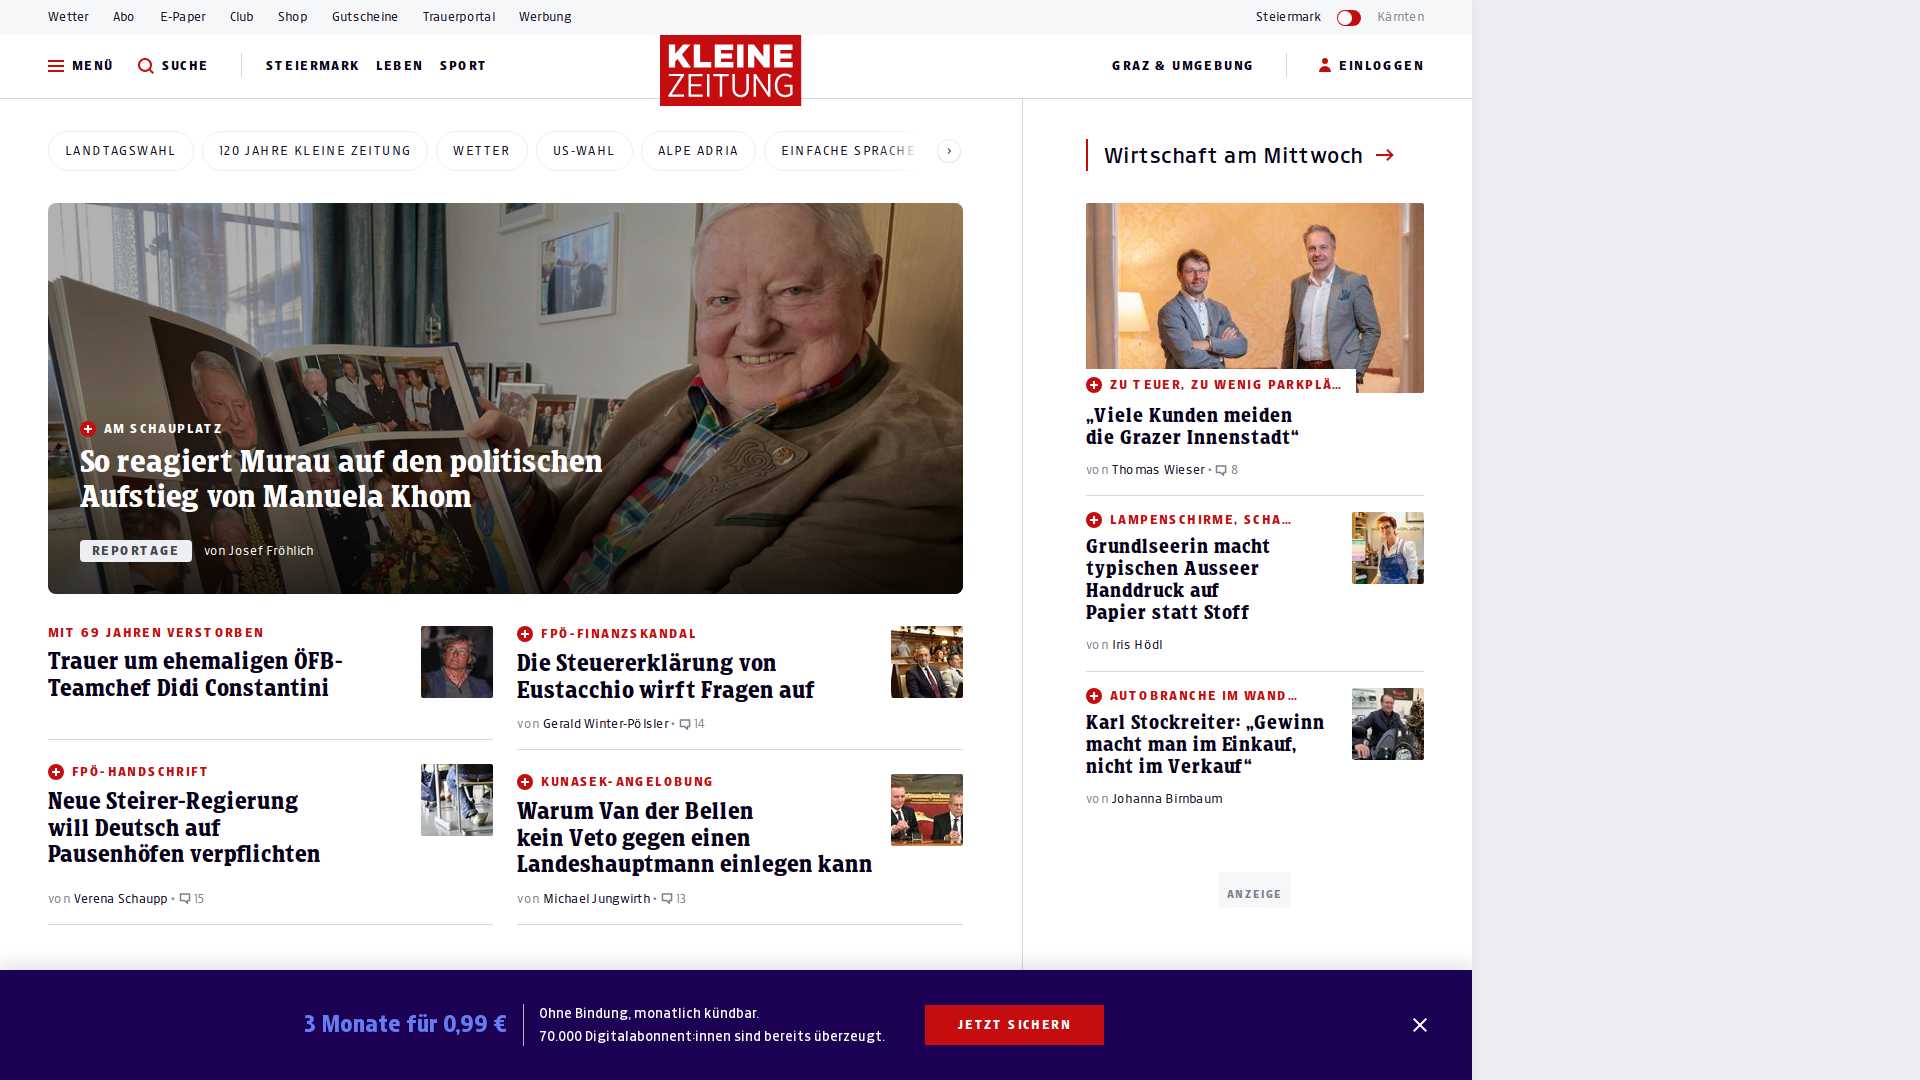 Wetter Abo E-Paper Club Shop Gutscheine Trauerportal Werbung Steiermark Kärnten
MENÜ SUCHE STEIERMARK LEBEN SPORT KLEINE ZEITUNG GRAZ & UMGEBUNG EINLOGGEN
LANDTAGSWAHL 120 JAHRE KLEINE ZEITUNG WETTER US-WAHL ALPE ADRIA EINFACHE SPRACHE
AM SCHAUPLATZ
So reagiert Murau auf den politischen
Aufstieg von Manuela Khom
REPORTAGE von Josef Fröhlich
MIT 69 JAHREN VERSTORBEN
Trauer um ehemaligen ÖFB-
Teamchef Didi Constantini
FPÖ-FINANZSKANDAL
Die Steuererklärung von
Eustacchio wirft Fragen auf
von Gerald Winter-Pölsler • 14
FPÖ-HANDSCHRIFT
Neue Steirer-Regierung
will Deutsch auf
Pausenhöfen verpflichten
von Verena Schaupp • 15
KUNASEK-ANGELOBUNG
Warum Van der Bellen
kein Veto gegen einen
Landeshauptmann einlegen kann
von Michael Jungwirth • 13
Wirtschaft am Mittwoch
ZU TEUER, ZU WENIG PARKPLÄ...
„Viele Kunden meiden
die Grazer Innenstadt“
von Thomas Wieser • 8
LAMPENSCHIRME, SCHA...
Grundlseerin macht
typischen Ausseer
Handdruck auf
Papier statt Stoff
von Iris Hödl
AUTOBRANCHE IM WAND...
Karl Stockreiter: „Gewinn
macht man im Einkauf,
nicht im Verkauf“
von Johanna Birnbaum
ANZEIGE
3 Monate für 0,99 €
Ohne Bindung, monatlich kündbar.
70.000 Digitalabonnent:innen sind bereits überzeugt.
JETZT SICHERN